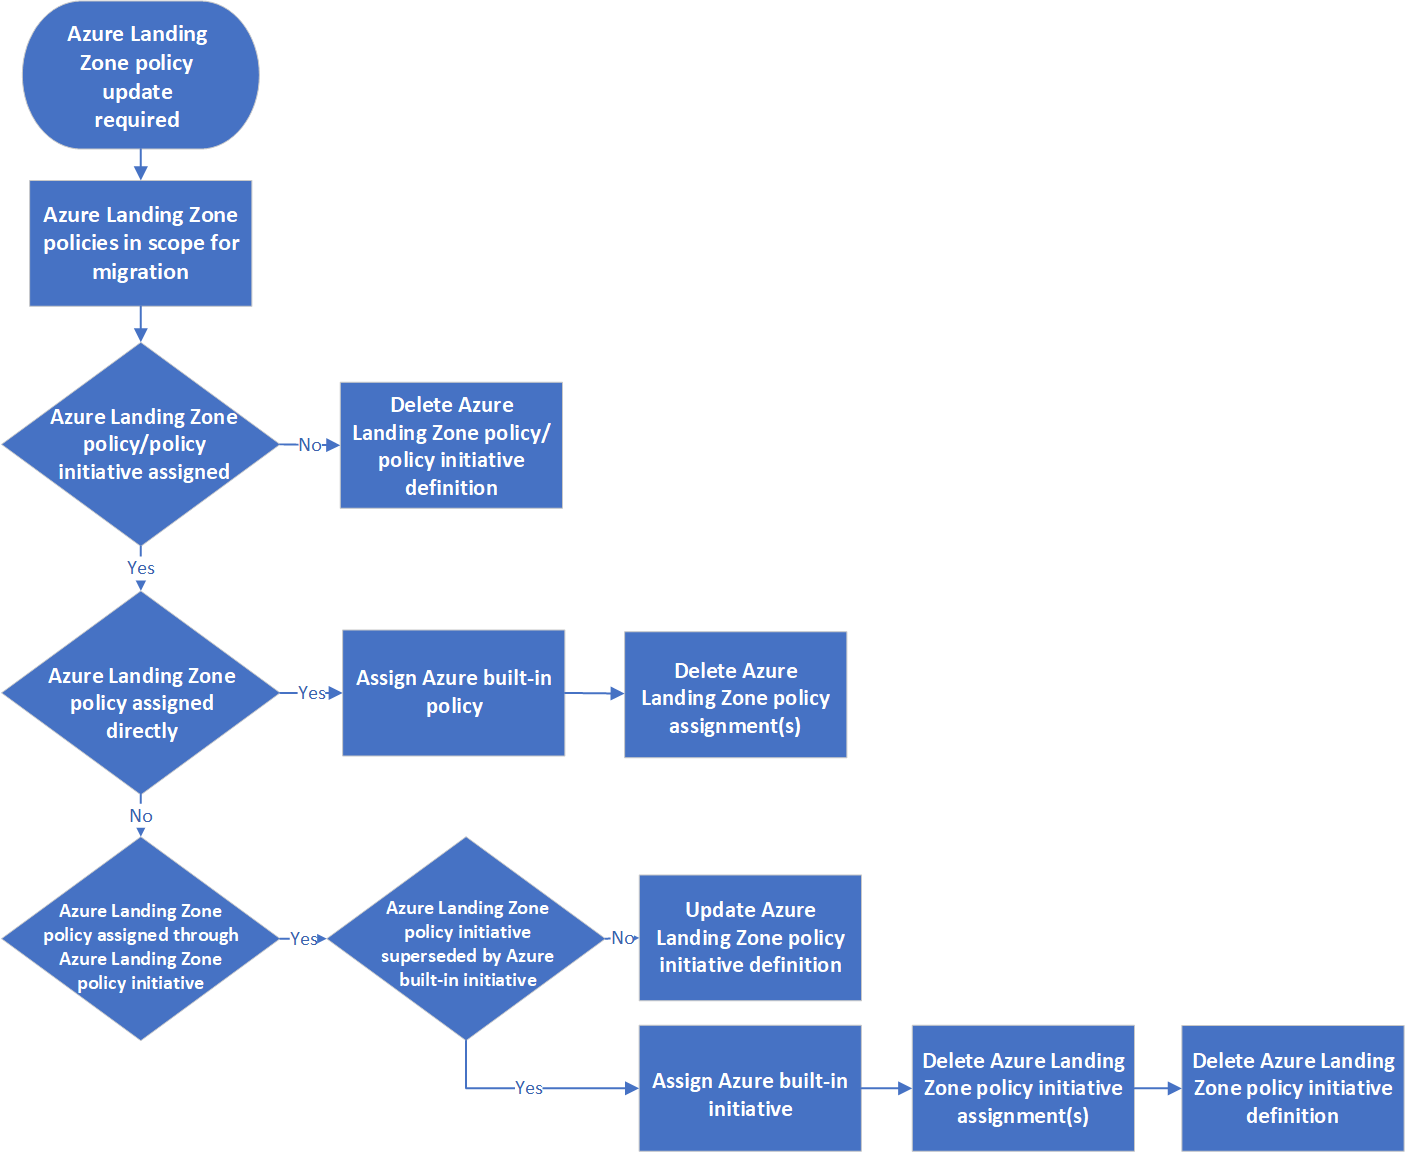 Azure Landing
Zone policy
update
required
Azure Landing Zone
policies in scope for
migration
Azure Landing Zone
policy/policy
initiative assigned
No
Delete Azure
Landing Zone policy/
policy initiative
definition
Yes
Azure Landing Zone
policy assigned
directly
Yes
Assign Azure built-in
policy
Delete Azure
Landing Zone policy
assignment(s)
No
Azure Landing Zone
policy assigned through
Azure Landing Zone
policy initiative
Yes
Azure Landing Zone
policy initiative
superseded by Azure
built-in initiative
No
Update Azure
Landing Zone policy
initiative definition
Yes
Assign Azure built-in
initiative
Delete Azure Landing
Zone policy initiative
assignment(s)
Delete Azure Landing
Zone policy initiative
definition